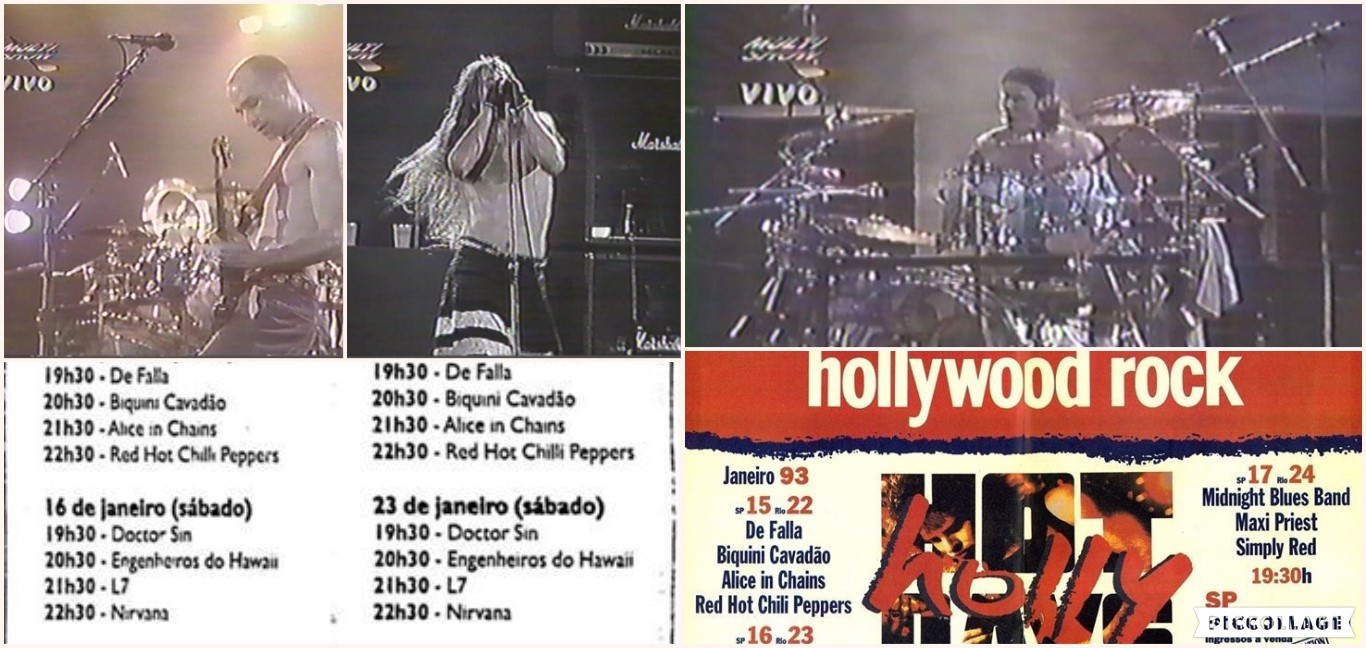 MULTI
SHOW
VIVO
VIVO
Marshall
MULTI
SHOW
VIVO
19h30 - De Falla
20h30 - Biquini Cavadão
21h30 - Alice in Chains
22h30 - Red Hot Chilli Peppers
16 de janeiro (sábado)
19h30 - Doctor Sin
20h30 - Engenheiros do Hawaii
21h30 - L7
22h30 - Nirvana
19h30 - De Falla
20h30 - Biquini Cavadão
21h30 - Alice in Chains
22h30 - Red Hot Chilli Peppers
23 de janeiro (sábado)
19h30 - Doctor Sin
20h30 - Engenheiros do Hawaii
21h30 - L7
22h30 - Nirvana
hollywood rock
Janeiro 93
SP 15 Rio 22
De Falla
Biquini Cavadão
Alice in Chains
Red Hot Chili Peppers
SP 16 Rio 23
HOT
holly
SP 17 Rio 24
Midnight Blues Band
Maxi Priest
Simply Red
19:30h
SP
PICCOLLAGE
ingressos à venda